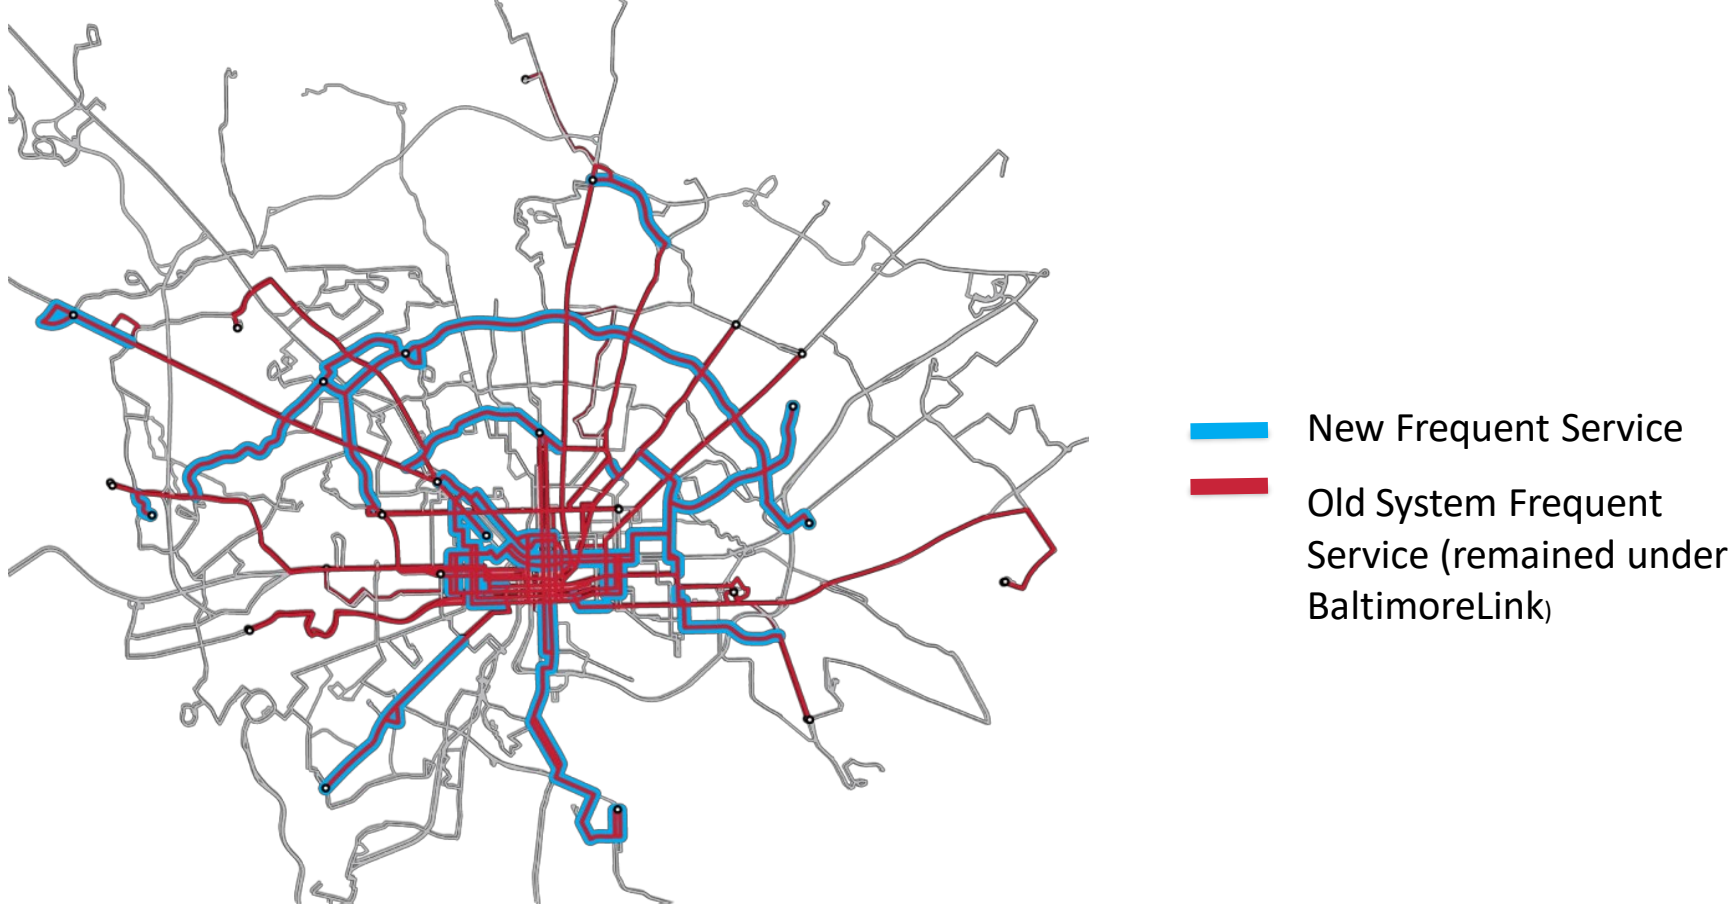 New Frequent Service
Old System Frequent
Service (remained under
BaltimoreLink)